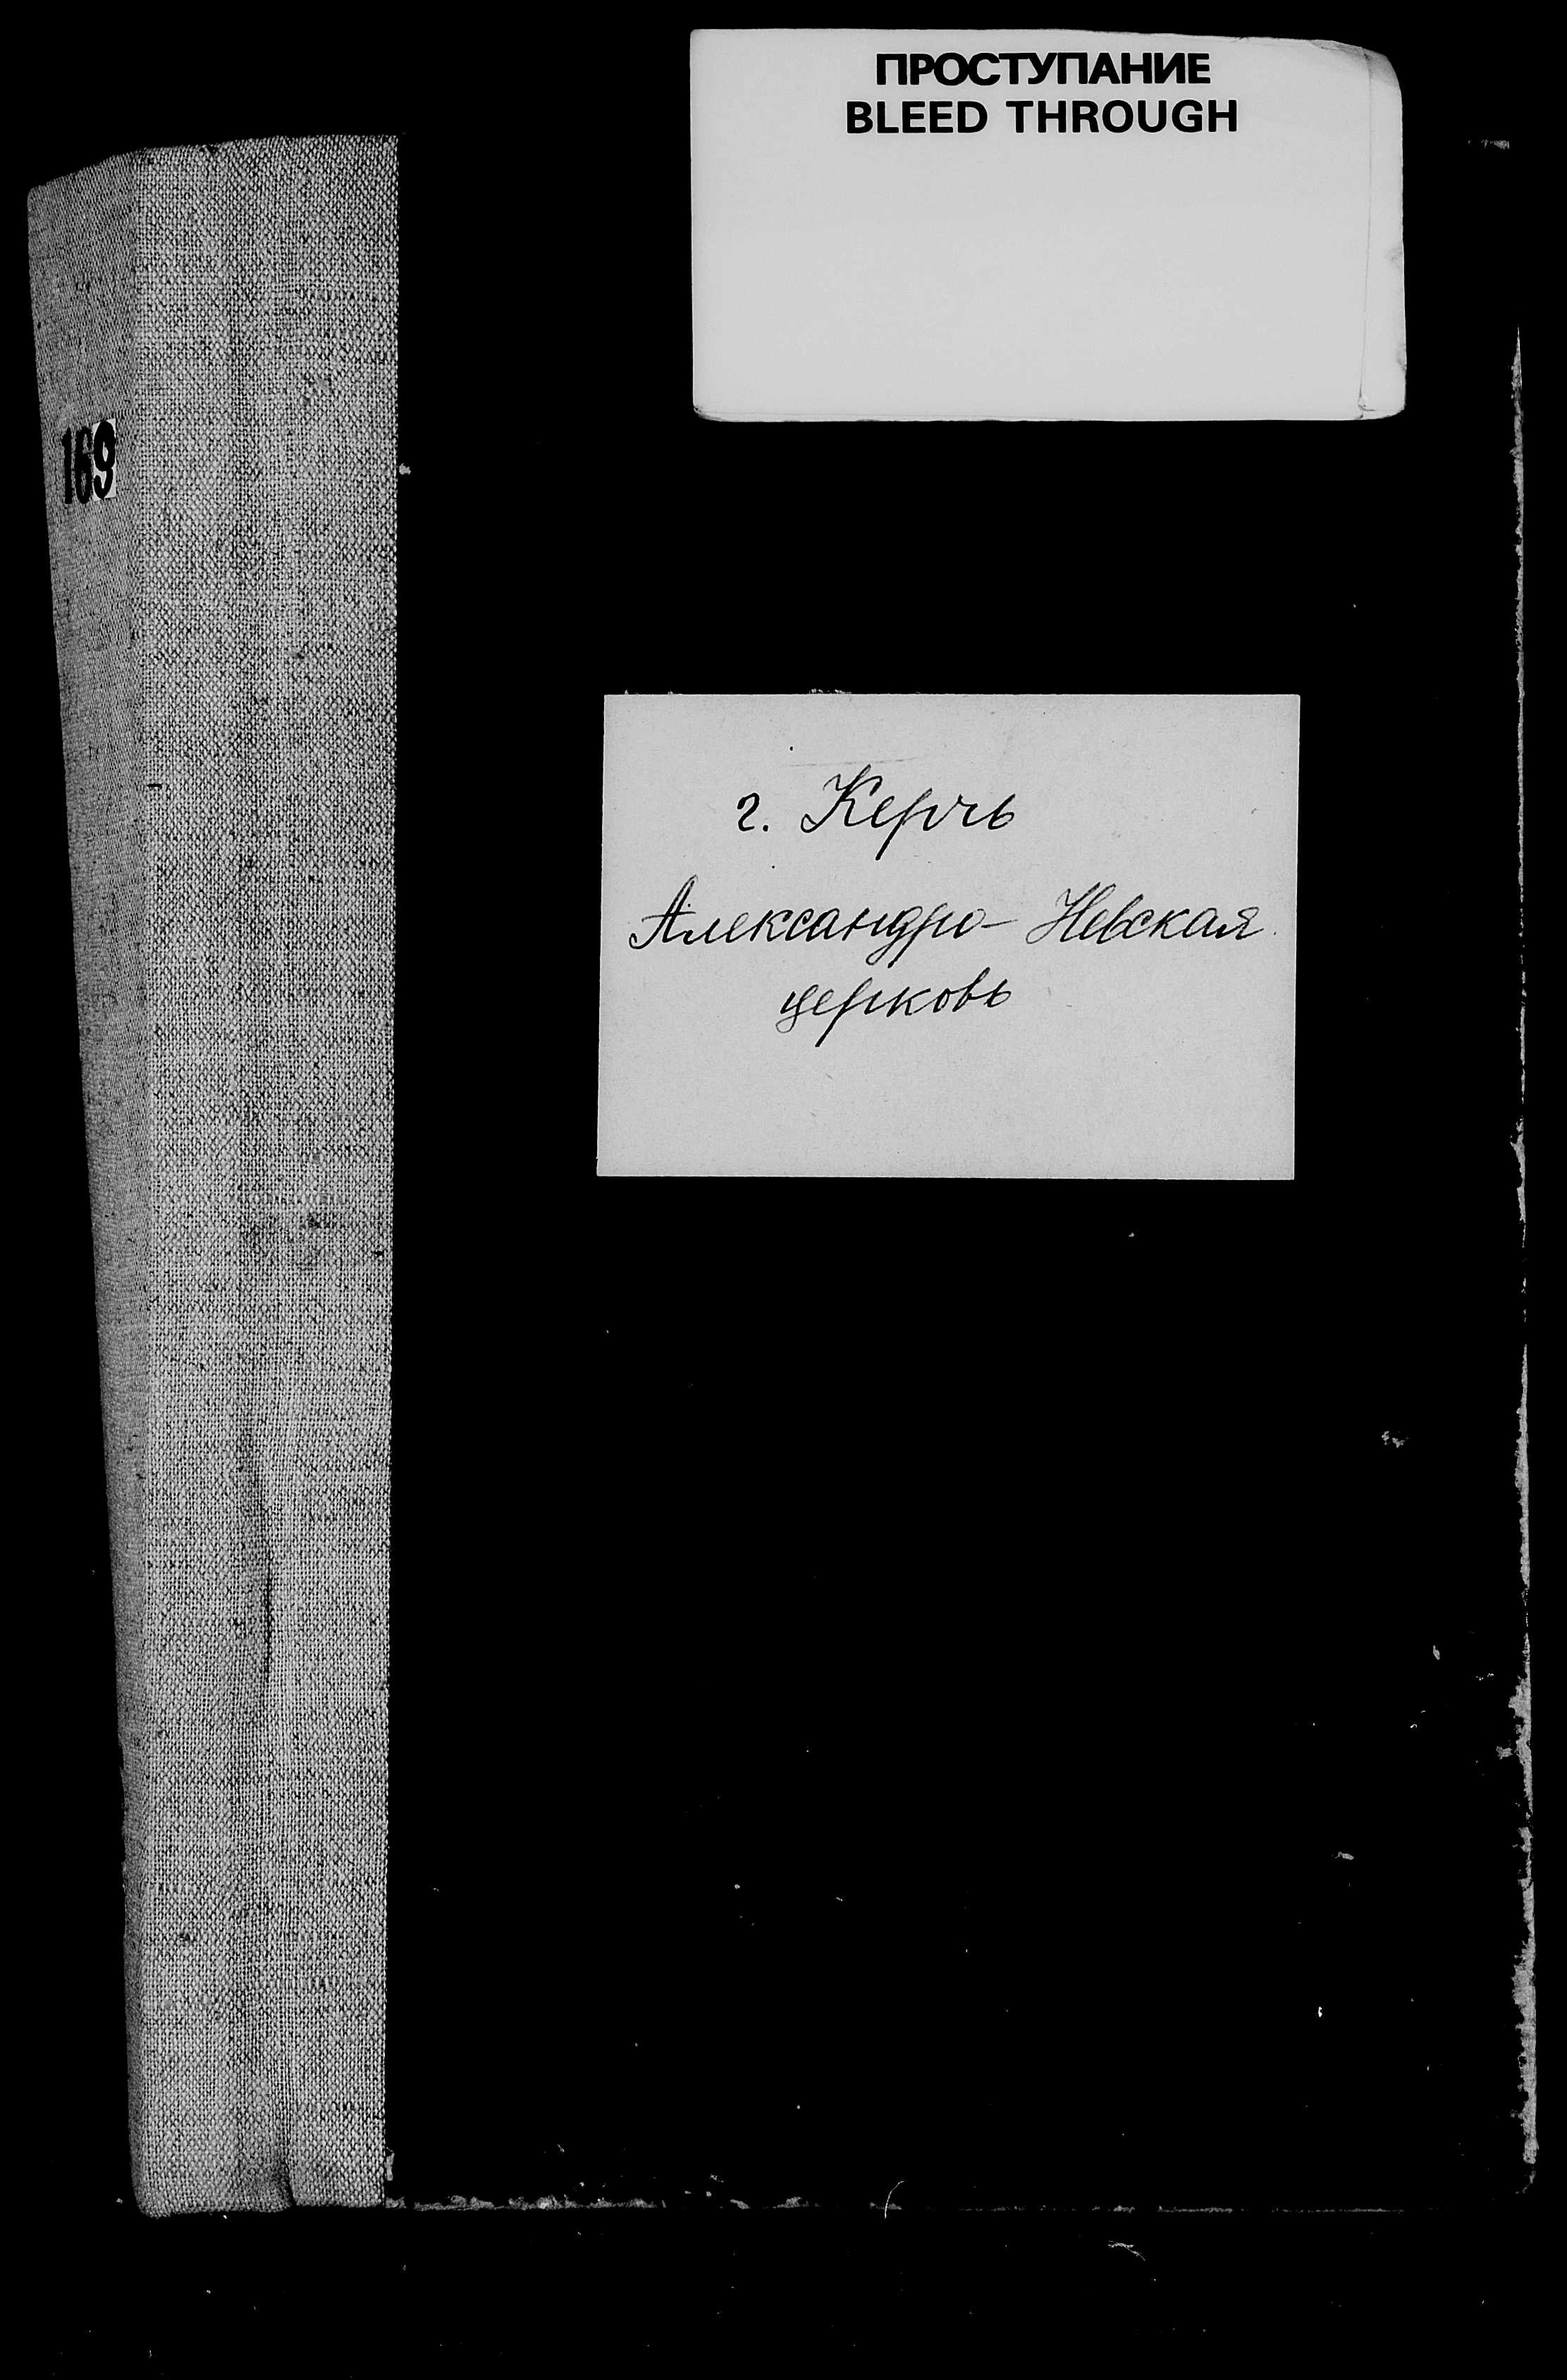 ПРОСТУПАНИЕ
BLEED THROUGH
169
г. Керчь
Александро- Невская
церковь